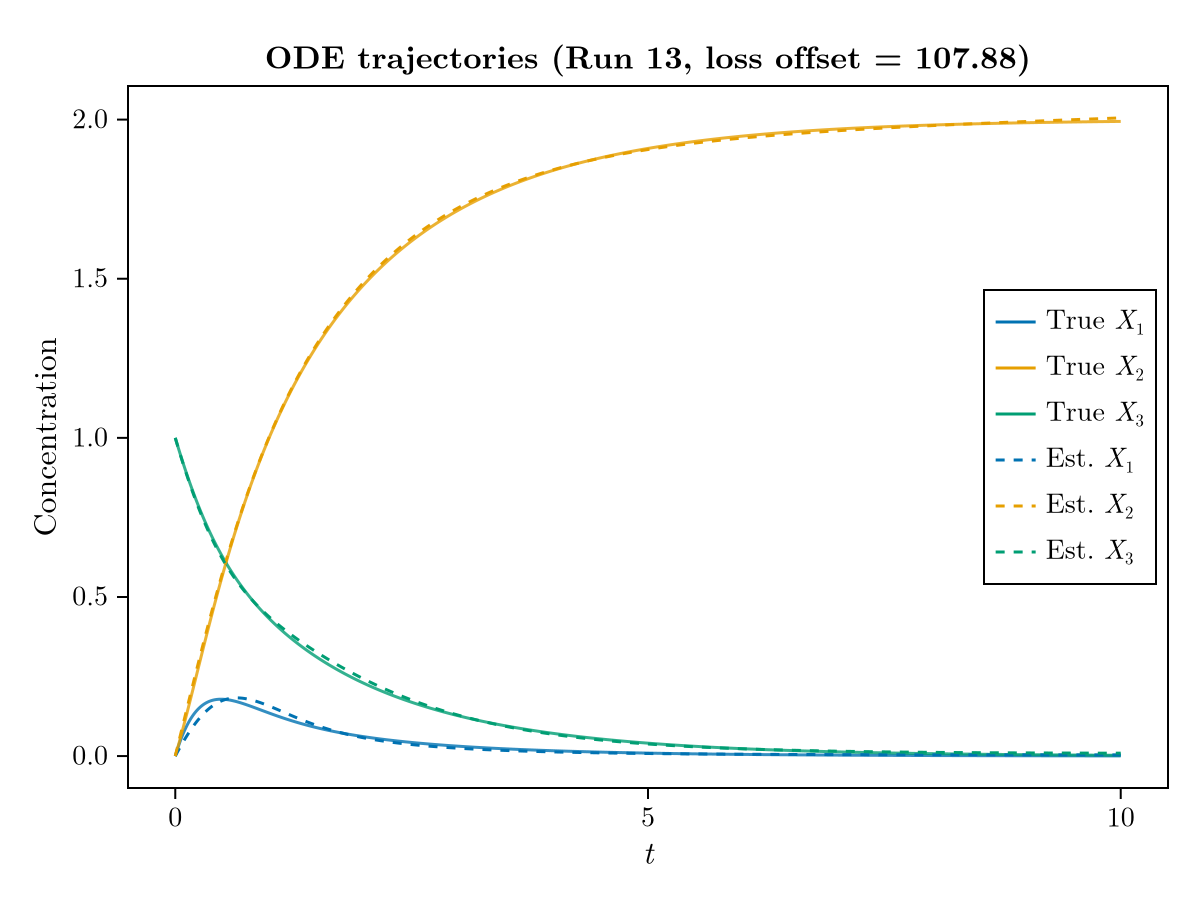 ODE trajectories (Run 13, loss offset = 107.88)
Concentration
2.0
1.5
1.0
0.5
0.0
0
5
10
t
True X₁
True X₂
True X₃
Est. X₁
Est. X₂
Est. X₃